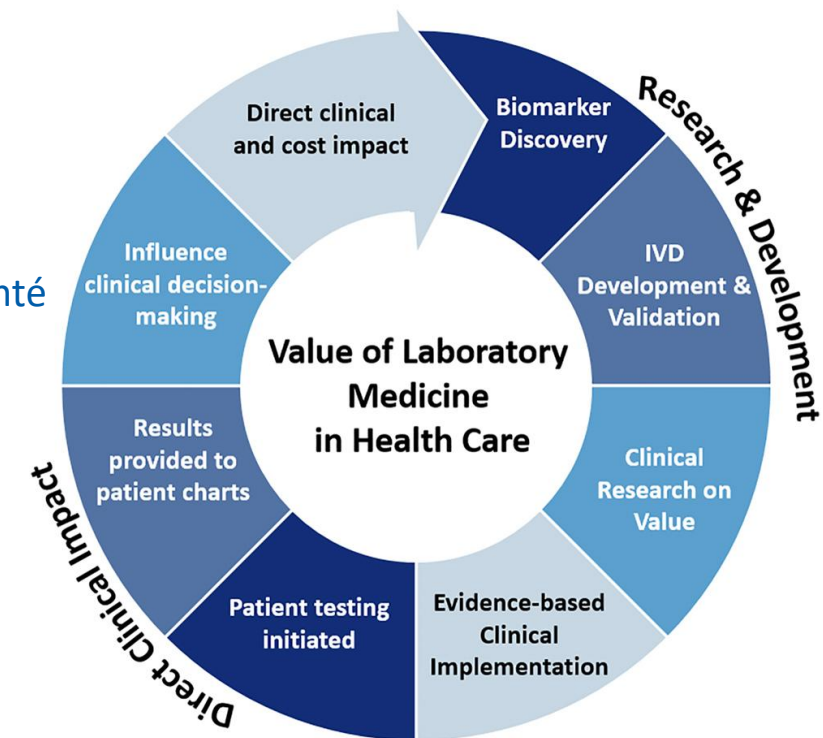 Direct clinical
and cost impact
Biomarker
Discovery
Research & Development
IVD
Development &
Validation
Clinical
Research on
Value
Evidence-based
Clinical
Implementation
Patient testing
initiated
Direct Clinical Impact
Results
provided to
patient charts
Influence
clinical decision-
making
Value of Laboratory
Medicine
in Health Care